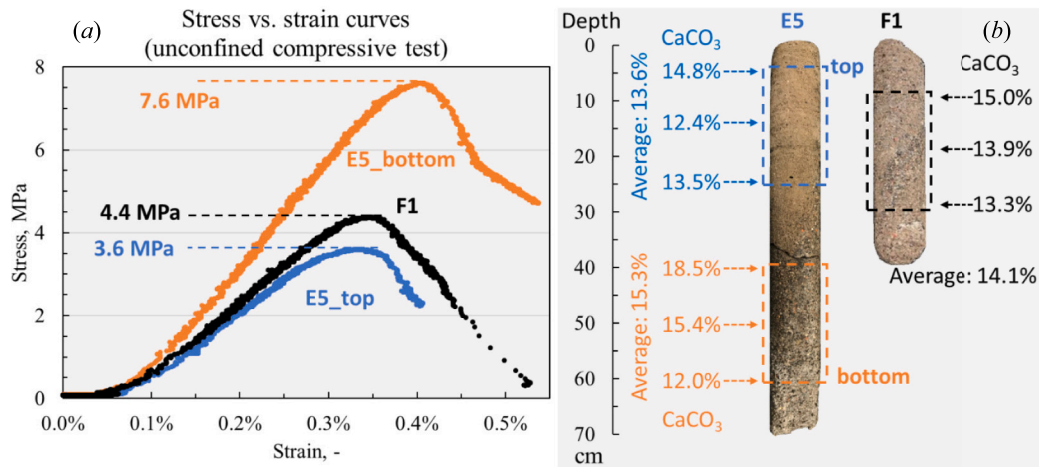 (a)
Stress vs. strain curves
(unconfined compressive test)
Stress, MPa
8
6
4
2
0
7.6 MPa
E5_bottom
4.4 MPa
F1
3.6 MPa
E5_top
0.0% 0.1% 0.2% 0.3% 0.4% 0.5%
Strain, -
Depth
0
10
20
30
40
50
60
70
cm
E5
F1
(b)
CaCO₃
Average: 13.6%
14.8%
12.4%
13.5%
top
Average: 15.3%
18.5%
15.4%
12.0%
bottom
CaCO₃
CaCO₃
15.0%
13.9%
13.3%
Average: 14.1%